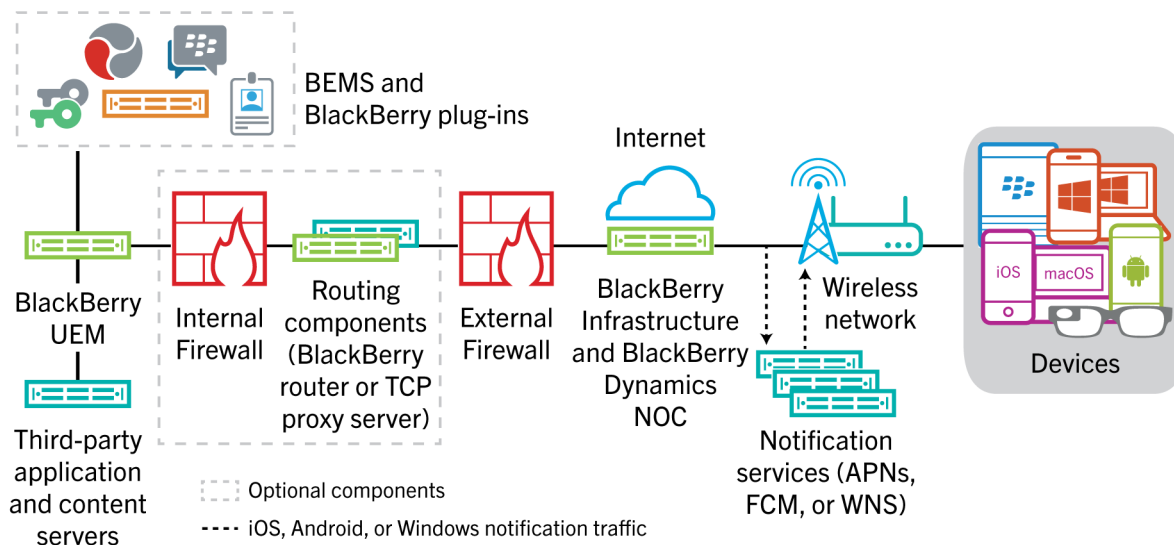 BEMS and
BlackBerry plug-ins
Internet
BlackBerry
UEM
Internal
Firewall
Routing
components
(BlackBerry
router or TCP
proxy server)
External
Firewall
BlackBerry
Infrastructure
and BlackBerry
Dynamics
NOC
Wireless
network
iOS
macOS
Devices
Third-party
application
and content
servers
Notification
services (APNs,
FCM, or WNS)
Optional components
iOS, Android, or Windows notification traffic